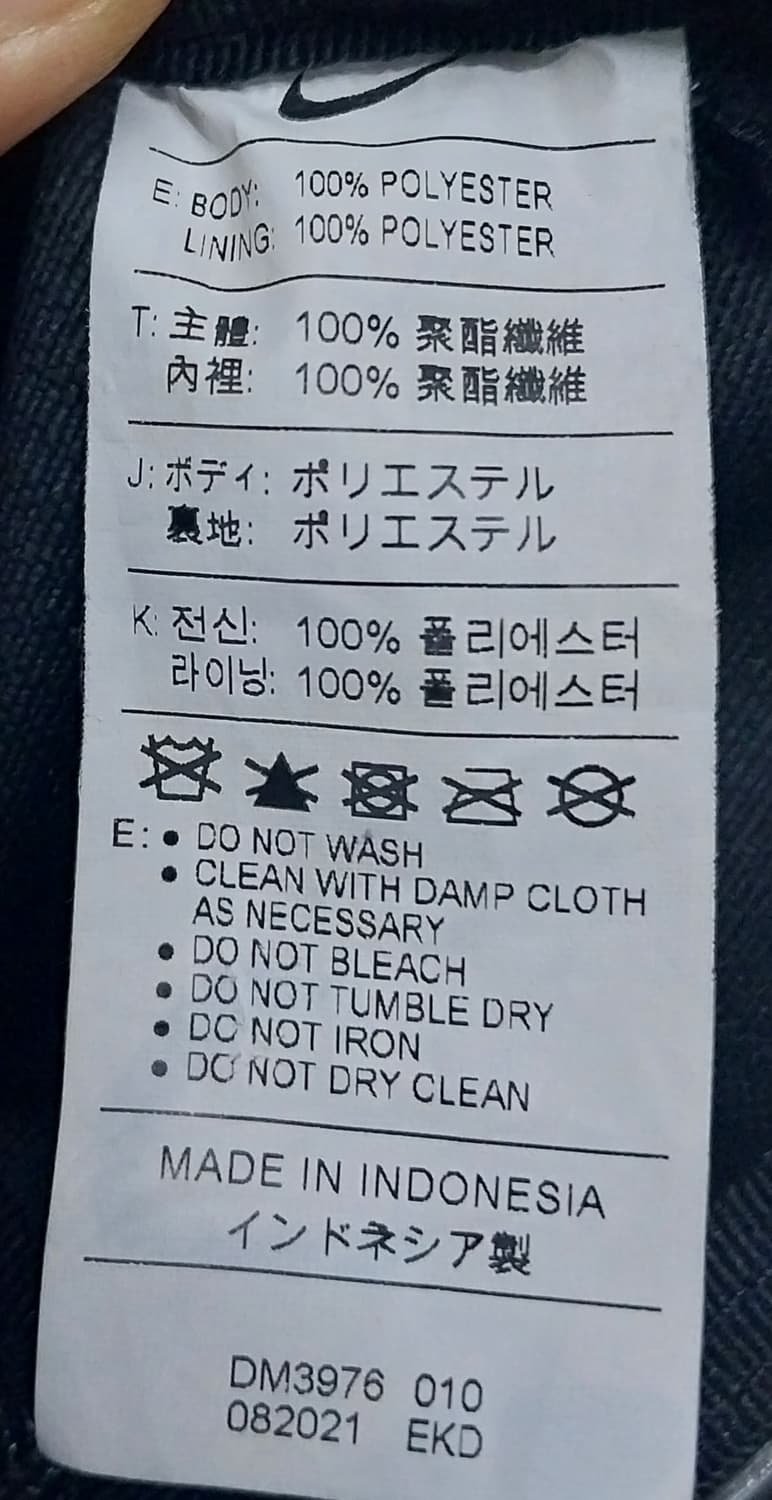 E: BODY: 100% POLYESTER
LINING: 100% POLYESTER
T: 主體: 100% 聚酯纖維
內裡: 100% 聚酯纖維
J: ボディ: ポリエステル
裏地: ポリエステル
K: 전신: 100% 폴리에스터
라이닝: 100% 폴리에스터
E: • DO NOT WASH
• CLEAN WITH DAMP CLOTH
AS NECESSARY
• DO NOT BLEACH
• DO NOT TUMBLE DRY
• DO NOT IRON
• DO NOT DRY CLEAN
MADE IN INDONESIA
インドネシア製
DM3976 010
082021 EKD